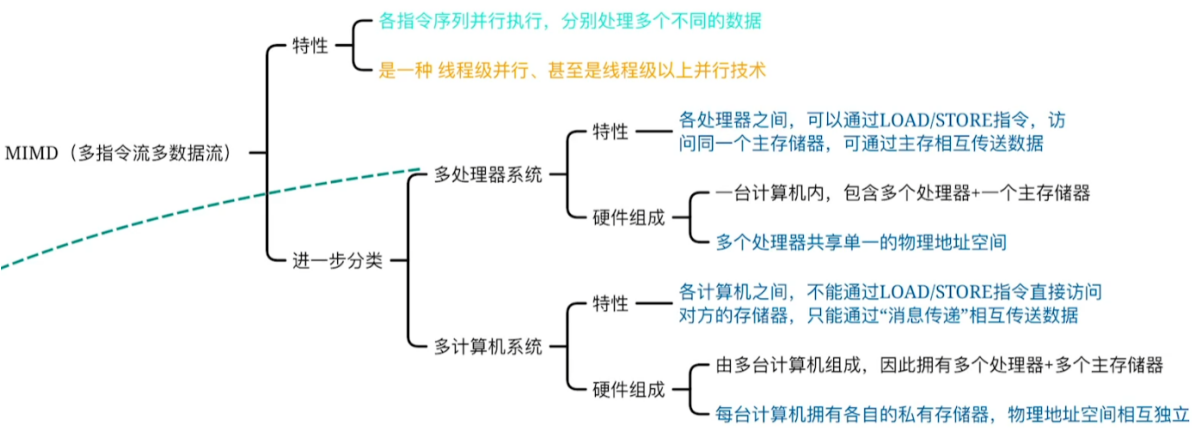 各指令序列并行执行，分别处理多个不同的数据
特性
是一种 线程级并行、甚至是线程级以上并行技术
MIMD（多指令流多数据流）
各处理器之间，可以通过LOAD/STORE指令，访
问同一个主存储器，可通过主存相互传送数据
特性
多处理器系统
一台计算机内，包含多个处理器+一个主存储器
硬件组成
多个处理器共享单一的物理地址空间
进一步分类
各计算机之间，不能通过LOAD/STORE指令直接访问
对方的存储器，只能通过“消息传递”相互传送数据
特性
多计算机系统
由多台计算机组成，因此拥有多个处理器+多个主存储器
硬件组成
每台计算机拥有各自的私有存储器，物理地址空间相互独立